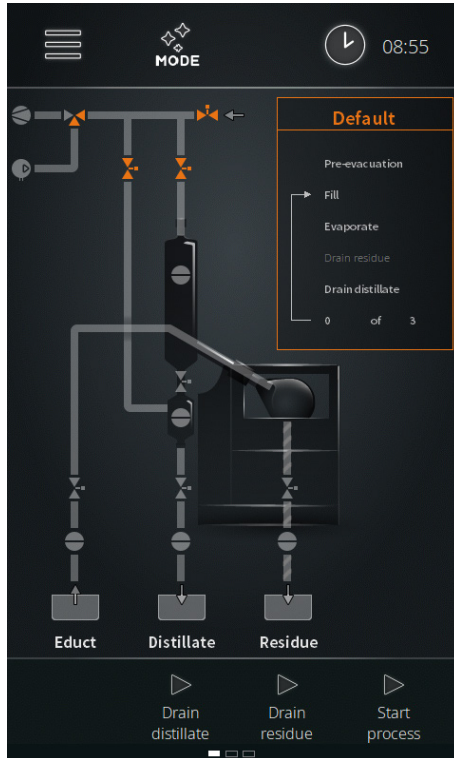 MODE
08:55
Default
Pre-evacuation
Fill
Evaporate
Drain residue
Drain distillate
0 of 3
Educt
Distillate
Residue
Drain
distillate
Drain
residue
Start
process